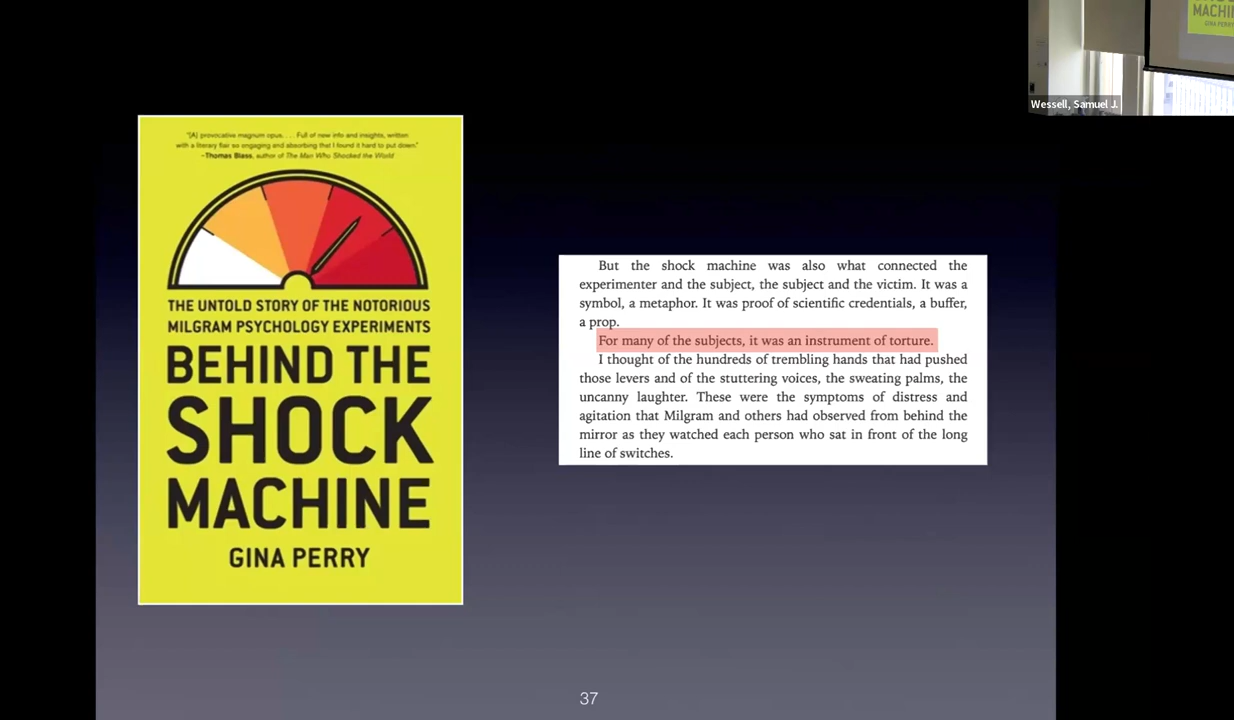 MACHIN
GINA PERRY
Wessell, Samuel J.
"[A] provocative magnum opus. . . . Full of new info and insights, written
with a literary flair so engaging and absorbing that I found it hard to put down."
–Thomas Blass, author of The Man Who Shocked the World
THE UNTOLD STORY OF THE NOTORIOUS
MILGRAM PSYCHOLOGY EXPERIMENTS
BEHIND THE
SHOCK
MACHINE
GINA PERRY
But the shock machine was also what connected the
experimenter and the subject, the subject and the victim. It was a
symbol, a metaphor. It was proof of scientific credentials, a buffer,
a prop.
For many of the subjects, it was an instrument of torture.
I thought of the hundreds of trembling hands that had pushed
those levers and of the stuttering voices, the sweating palms, the
uncanny laughter. These were the symptoms of distress and
agitation that Milgram and others had observed from behind the
mirror as they watched each person who sat in front of the long
line of switches.
37